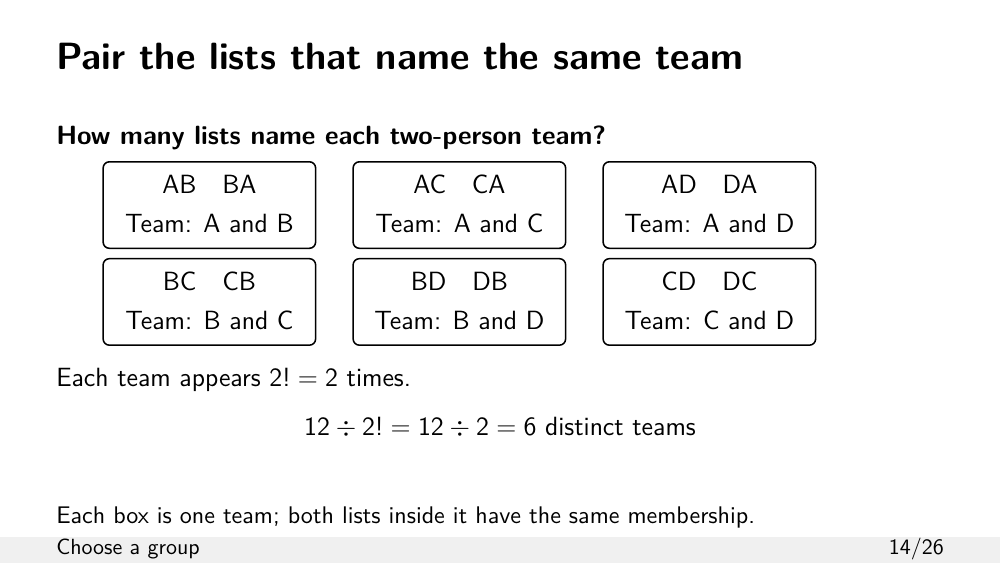 Pair the lists that name the same team
How many lists name each two-person team?
AB BA
Team: A and B
AC CA
Team: A and C
AD DA
Team: A and D
BC CB
Team: B and C
BD DB
Team: B and D
CD DC
Team: C and D
Each team appears 2! = 2 times.
12 ÷ 2! = 12 ÷ 2 = 6 distinct teams
Each box is one team; both lists inside it have the same membership.
Choose a group 14/26